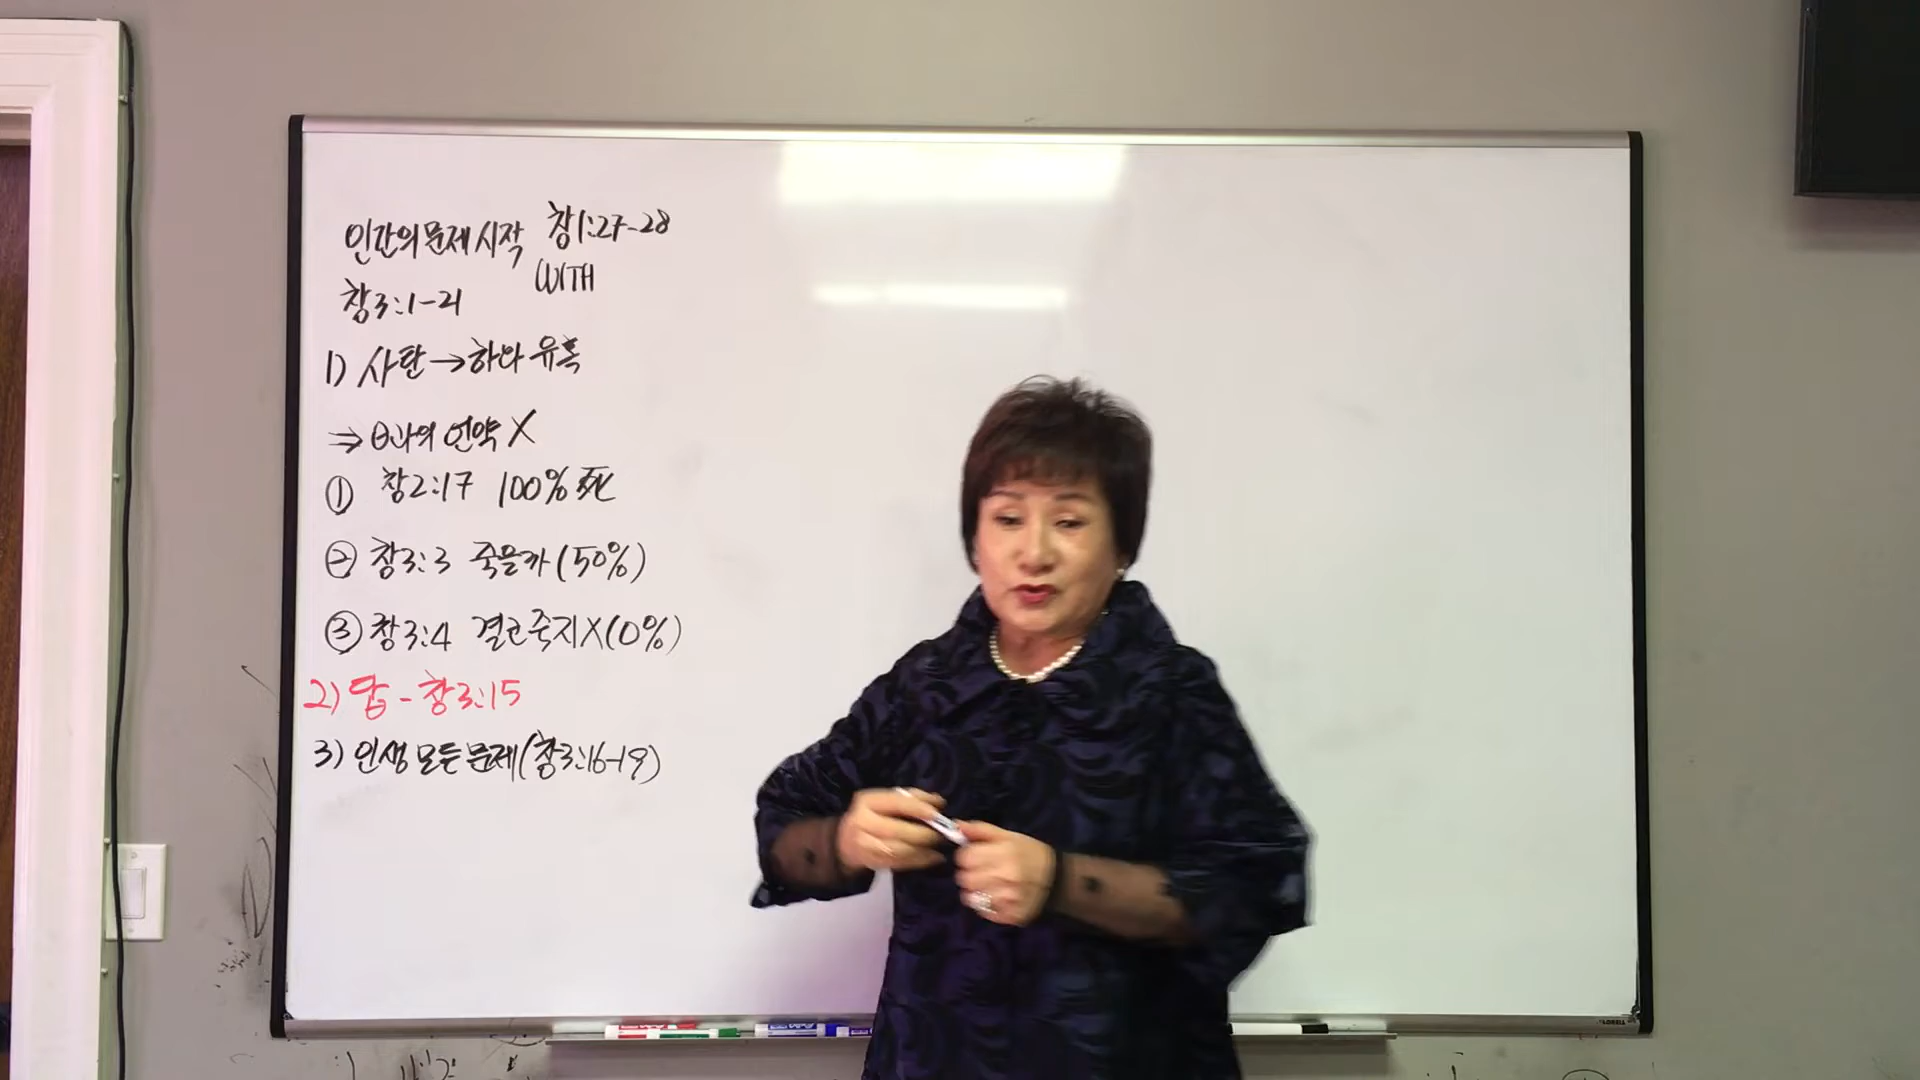 인간의 문제 시작 창1:27-28
WITH
창3:1-21
1) 사탄→하와 유혹
⇒ θ과의 언약 X
① 창2:17 100% 死
② 창3:3 죽을까(50%)
③ 창3:4 결코 죽지X(0%)
2) 답 - 창3:15
3) 인생 모든 문제(창3:16-19)